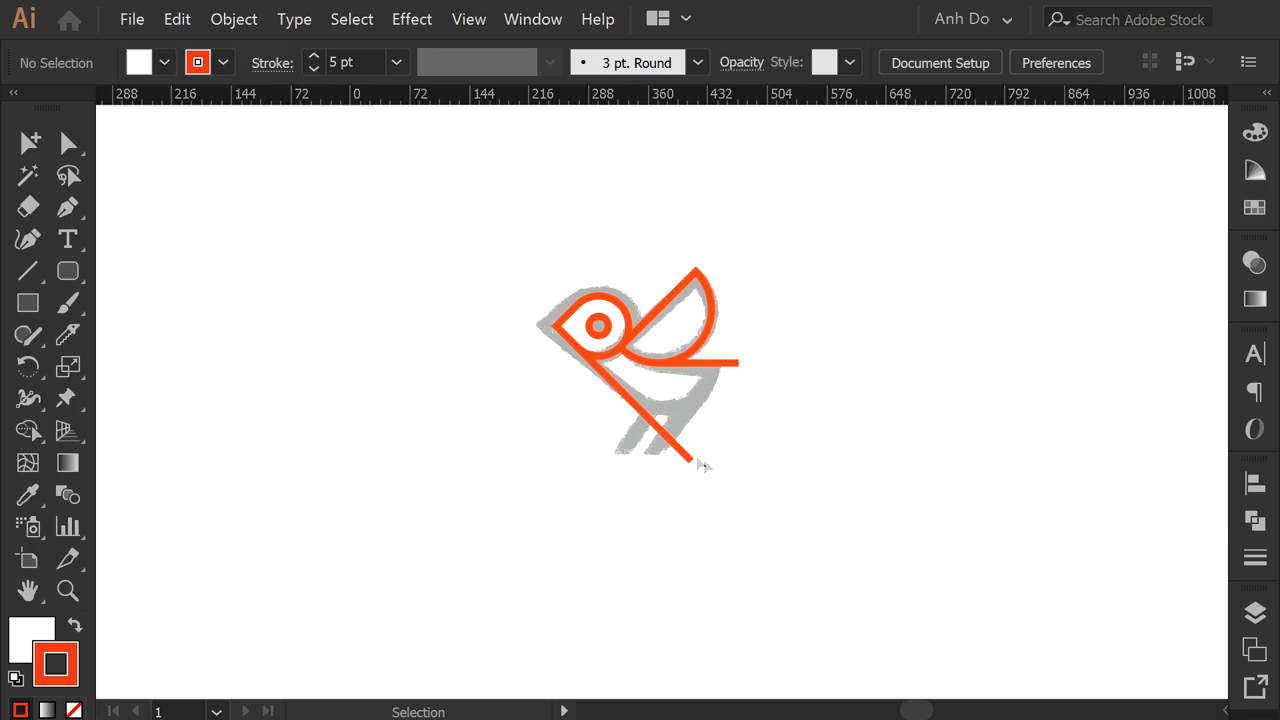 Ai File Edit Object Type Select Effect View Window Help Anh Do Search Adobe Stock
No Selection Stroke: 5 pt 3 pt. Round Opacity Style: Document Setup Preferences
288 216 144 72 0 72 144 216 288 360 432 504 576 648 720 792 864 936 1008
1 Selection